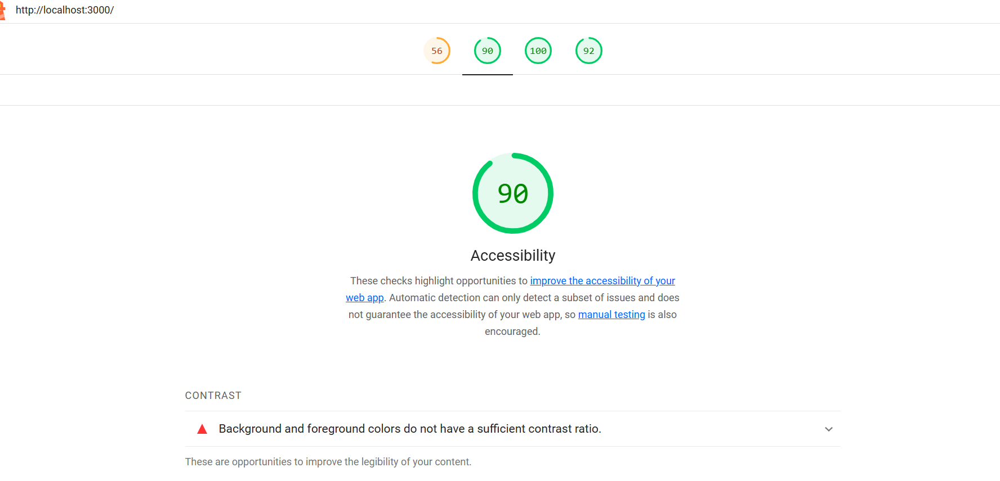 http://localhost:3000/
56
90
100
92
90
Accessibility
These checks highlight opportunities to improve the accessibility of your
web app. Automatic detection can only detect a subset of issues and does
not guarantee the accessibility of your web app, so manual testing is also
encouraged.
CONTRAST
Background and foreground colors do not have a sufficient contrast ratio.
These are opportunities to improve the legibility of your content.